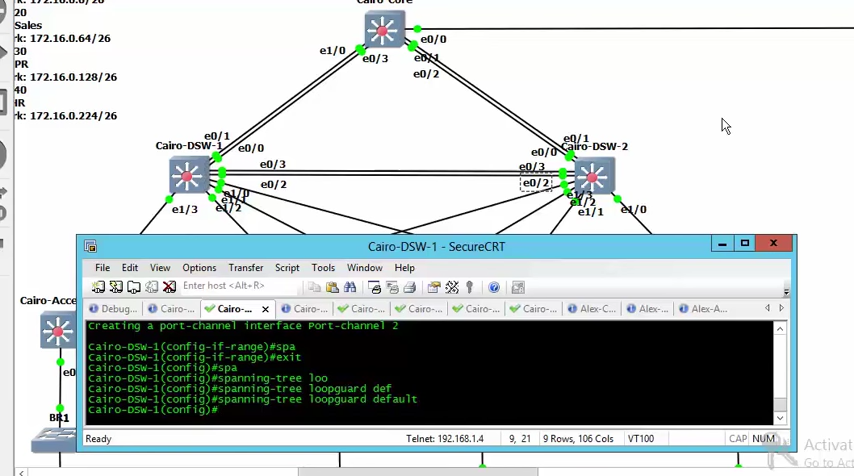 Cairo-Core
rk: 172.16.0.0/26
20
Sales
rk: 172.16.0.64/26
30
PR
rk: 172.16.0.128/26
40
HR
rk: 172.16.0.224/26
e0/0
e1/0
e0/3
e0/1
e0/2
e0/1
Cairo-DSW-1
e0/0
e0/1
e0/0
Cairo-DSW-2
e0/3
e0/2
e0/3
e0/2
e1/0
e1/1
e1/2
e1/3
e1/3
e1/2
e1/1
e1/0
Cairo-DSW-1 - SecureCRT
File Edit View Options Transfer Script Tools Window Help
Enter host <Alt+R>
Debug... Cairo-... Cairo-... Cairo-... Cairo-... Cairo-... Cairo-... Alex-C... Alex-... Alex-A...
Creating a port-channel interface Port-channel 2
Cairo-DSW-1(config-if-range)#spa
Cairo-DSW-1(config-if-range)#exit
Cairo-DSW-1(config)#spa
Cairo-DSW-1(config)#spanning-tree loo
Cairo-DSW-1(config)#spanning-tree loopguard def
Cairo-DSW-1(config)#spanning-tree loopguard default
Cairo-DSW-1(config)#
Ready Telnet: 192.168.1.4 9, 21 9 Rows, 106 Cols VT100 CAP NUM
Cairo-Acce
e0
BR1
Activat
Go to Act